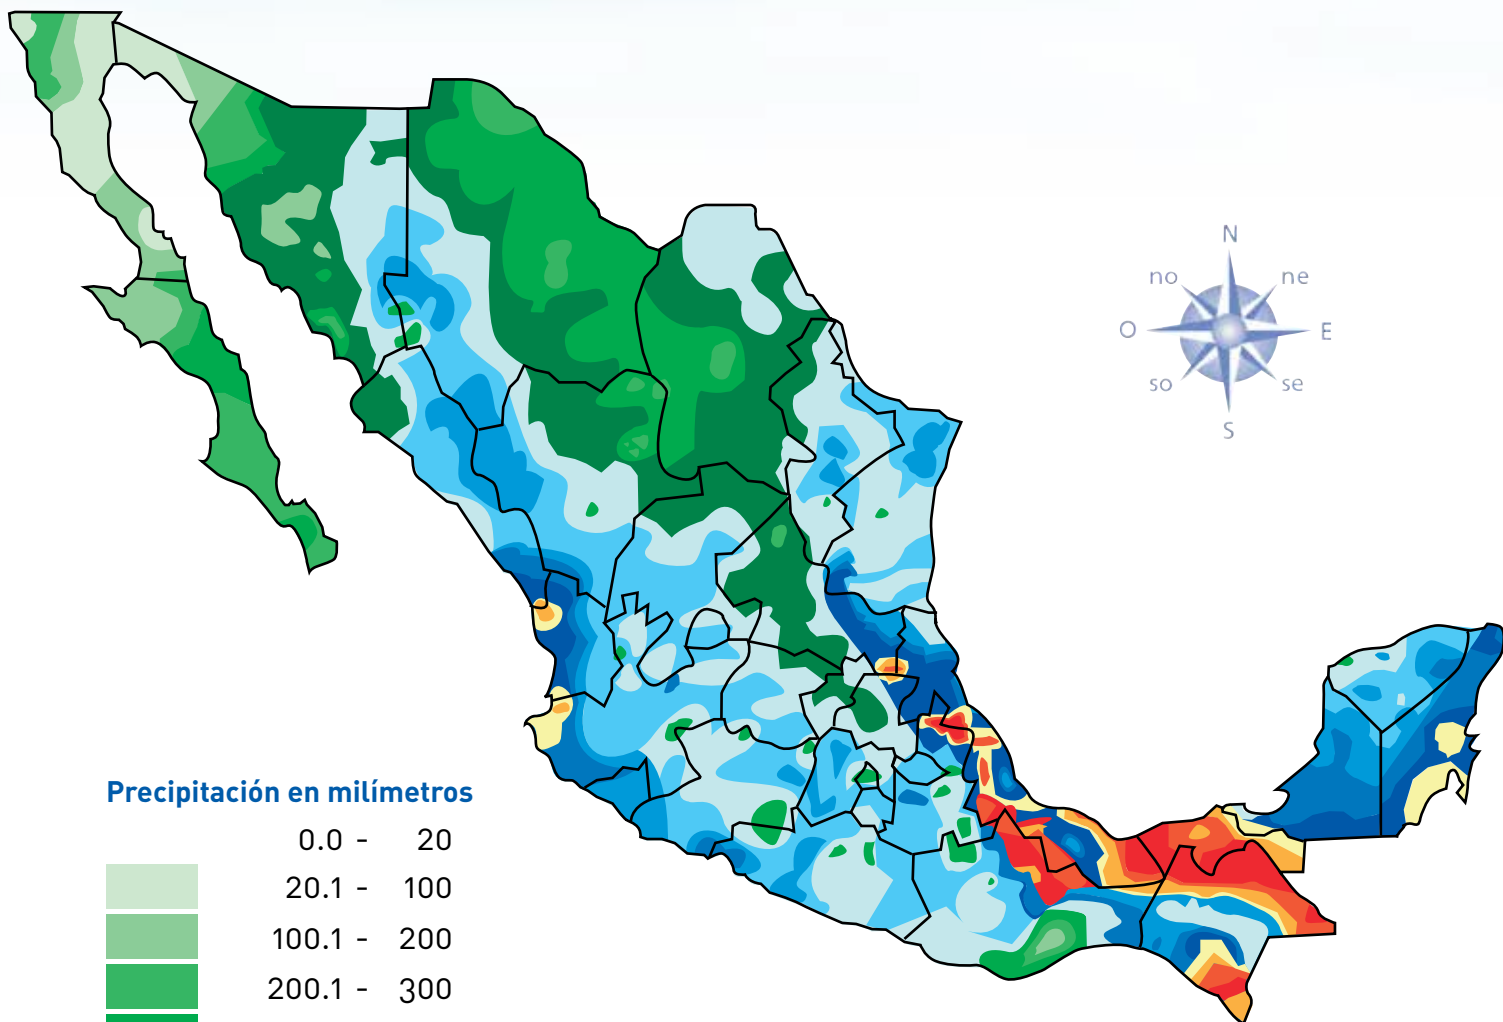 N
no ne
O E
so se
S
Precipitación en milímetros
0.0 - 20
20.1 - 100
100.1 - 200
200.1 - 300